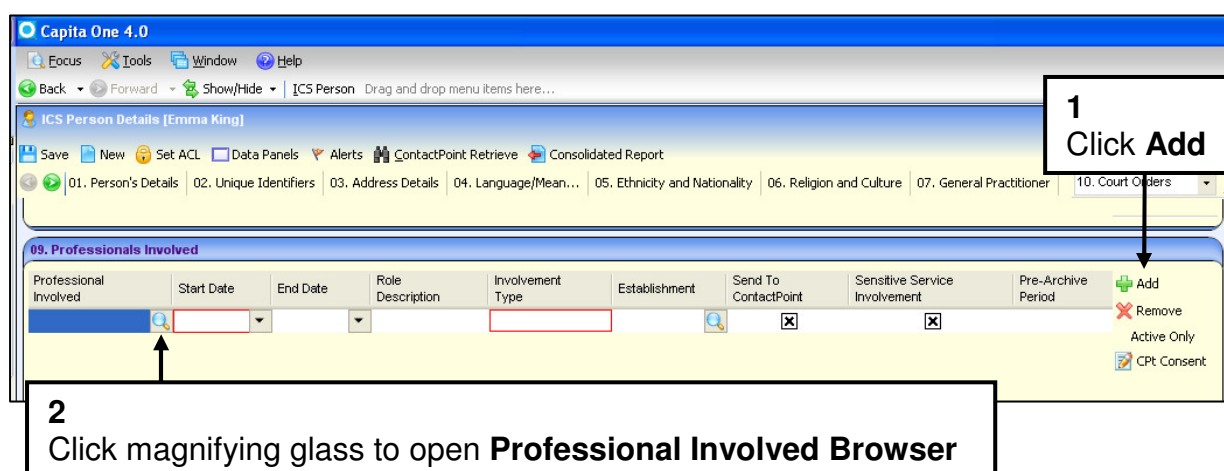 Capita One 4.0
Focus Tools Window Help
Back Forward Show/Hide ICS Person Drag and drop menu items here...
1
Click Add
ICS Person Details [Emma King]
Save New Set ACL Data Panels Alerts ContactPoint Retrieve Consolidated Report
01. Person's Details 02. Unique Identifiers 03. Address Details 04. Language/Mean... 05. Ethnicity and Nationality 06. Religion and Culture 07. General Practitioner 10. Court Orders
09. Professionals Involved
Professional Involved Start Date End Date Role Description Involvement Type Establishment Send To ContactPoint Sensitive Service Involvement Pre-Archive Period
Add
Remove
Active Only
CPt Consent
2
Click magnifying glass to open Professional Involved Browser